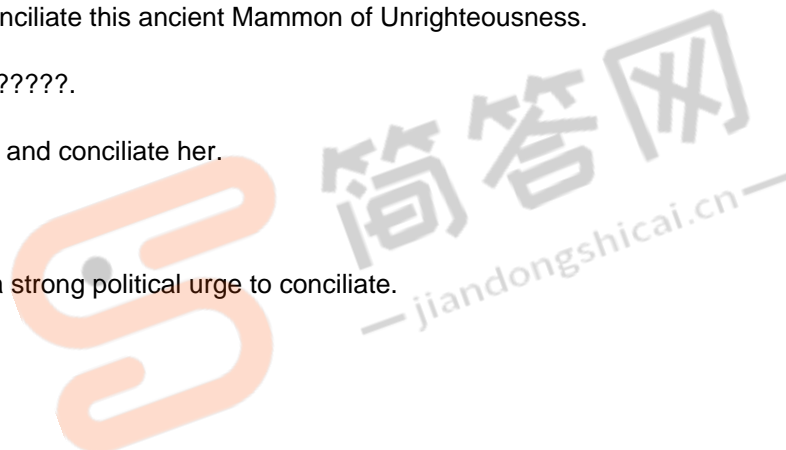 nciliate this ancient Mammon of Unrighteousness.
?????.
and conciliate her.
简答网
jiandongshicai.cn
strong political urge to conciliate.